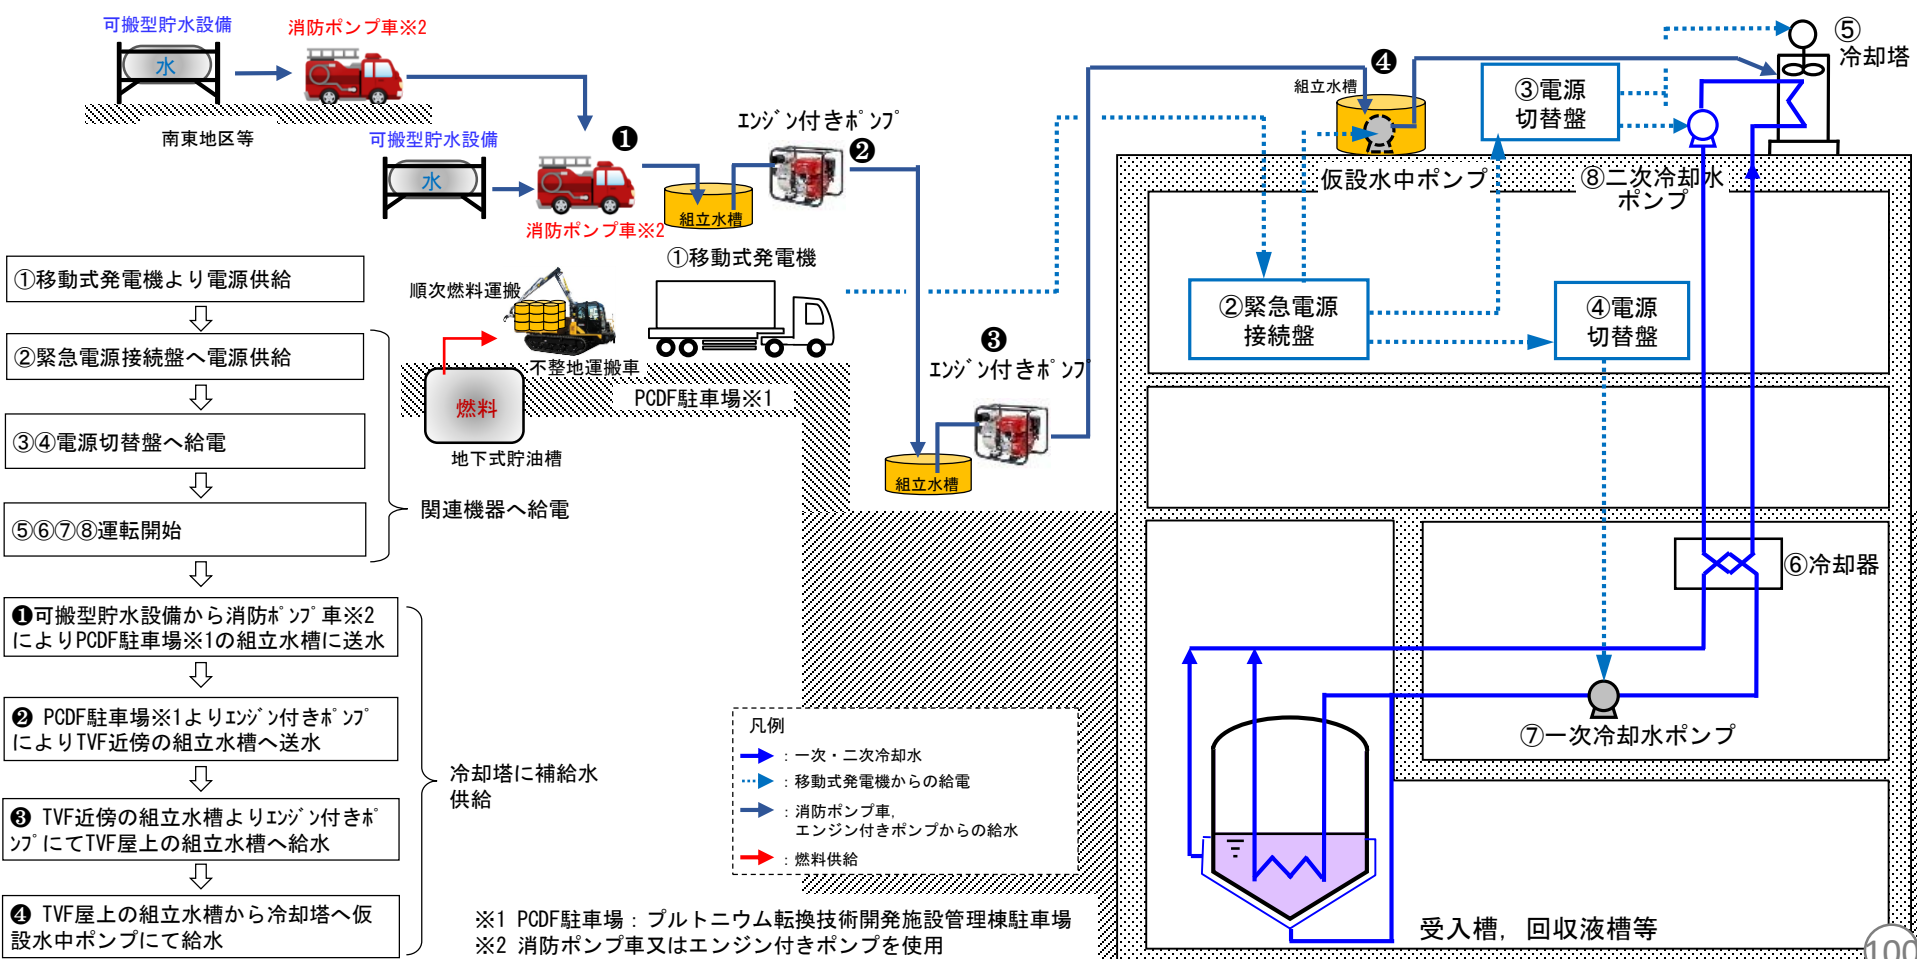 可搬型貯水設備
水
消防ポンプ車※2
南東地区等
可搬型貯水設備
水
消防ポンプ車※2
❶
組立水槽
エンジン付きポンプ
❷
①移動式発電機
順次燃料運搬
不整地運搬車
PCDF駐車場※1
燃料
地下式貯油槽
❸
エンジン付きポンプ
組立水槽
❹
組立水槽
仮設水中ポンプ
③電源
切替盤
⑤
冷却塔
⑧二次冷却水
ポンプ
②緊急電源
接続盤
④電源
切替盤
⑥冷却器
⑦一次冷却水ポンプ
受入槽，回収液槽等
①移動式発電機より電源供給
②緊急電源接続盤へ電源供給
③④電源切替盤へ給電
⑤⑥⑦⑧運転開始
関連機器へ給電
❶可搬型貯水設備から消防ポンプ車※2
によりPCDF駐車場※1の組立水槽に送水
❷ PCDF駐車場※1よりエンジン付きポンプ
によりTVF近傍の組立水槽へ送水
❸ TVF近傍の組立水槽よりエンジン付きポ
ンプにてTVF屋上の組立水槽へ給水
❹ TVF屋上の組立水槽から冷却塔へ仮
設水中ポンプにて給水
冷却塔に補給水
供給
凡例
：一次・二次冷却水
：移動式発電機からの給電
：消防ポンプ車，
エンジン付きポンプからの給水
：燃料供給
※1 PCDF駐車場：プルトニウム転換技術開発施設管理棟駐車場
※2 消防ポンプ車又はエンジン付きポンプを使用
100